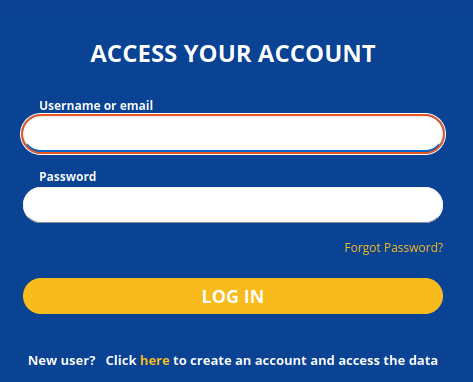 ACCESS YOUR ACCOUNT
Username or email
Password
Forgot Password?
LOG IN
New user? Click here to create an account and access the data